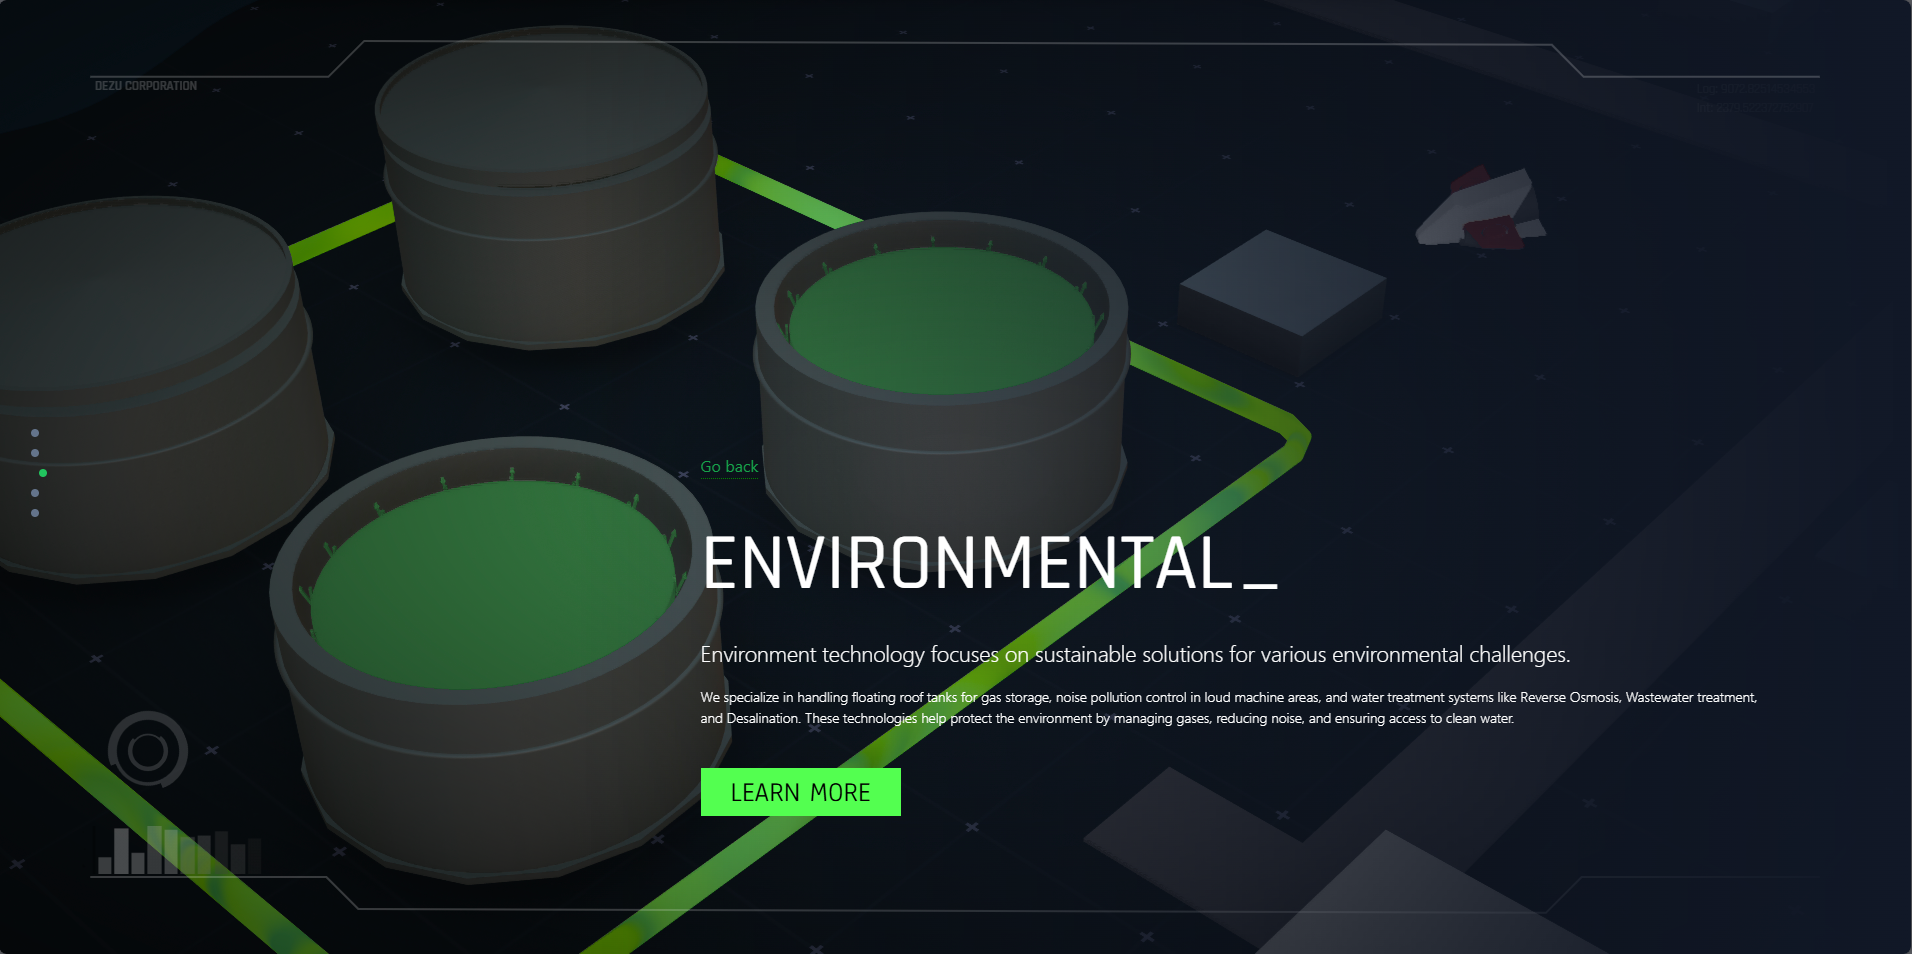 DEZU CORPORATION
Go back
ENVIRONMENTAL_
Environment technology focuses on sustainable solutions for various environmental challenges.
We specialize in handling floating roof tanks for gas storage, noise pollution control in loud machine areas, and water treatment systems like Reverse Osmosis, Wastewater treatment,
and Desalination. These technologies help protect the environment by managing gases, reducing noise, and ensuring access to clean water.
LEARN MORE